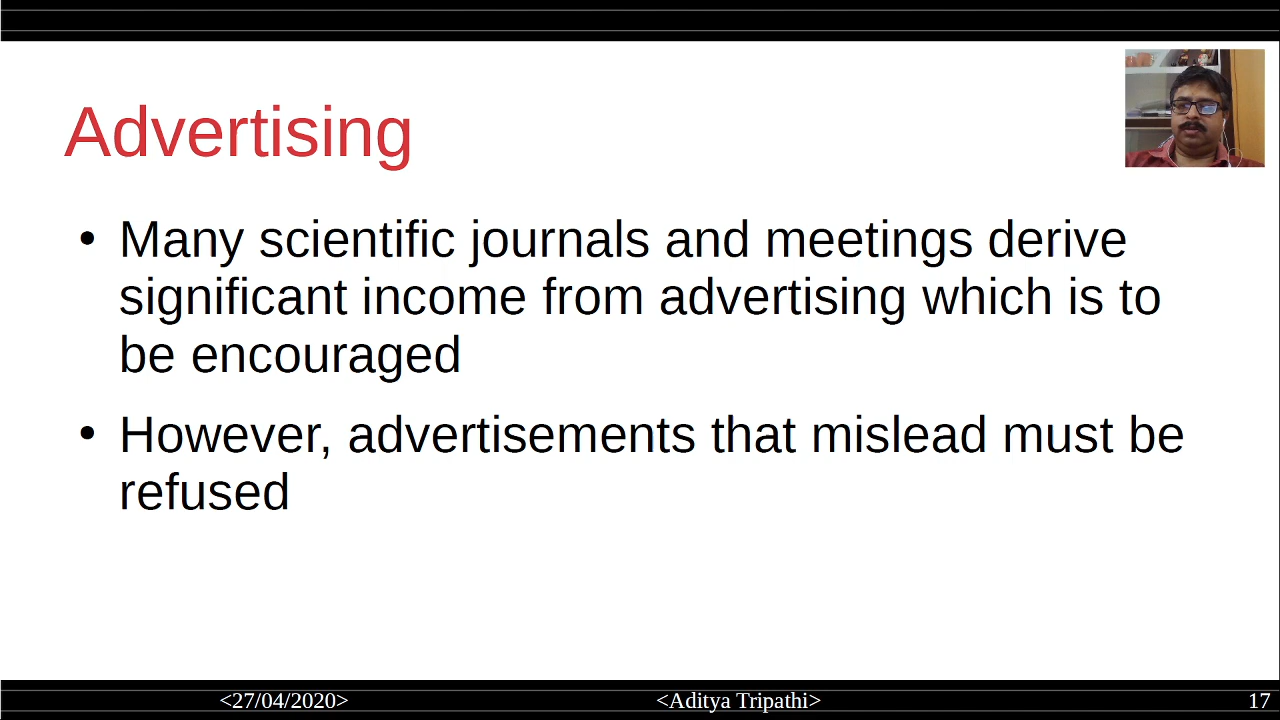 Advertising
• Many scientific journals and meetings derive
significant income from advertising which is to
be encouraged
• However, advertisements that mislead must be
refused
<27/04/2020> <Aditya Tripathi> 17